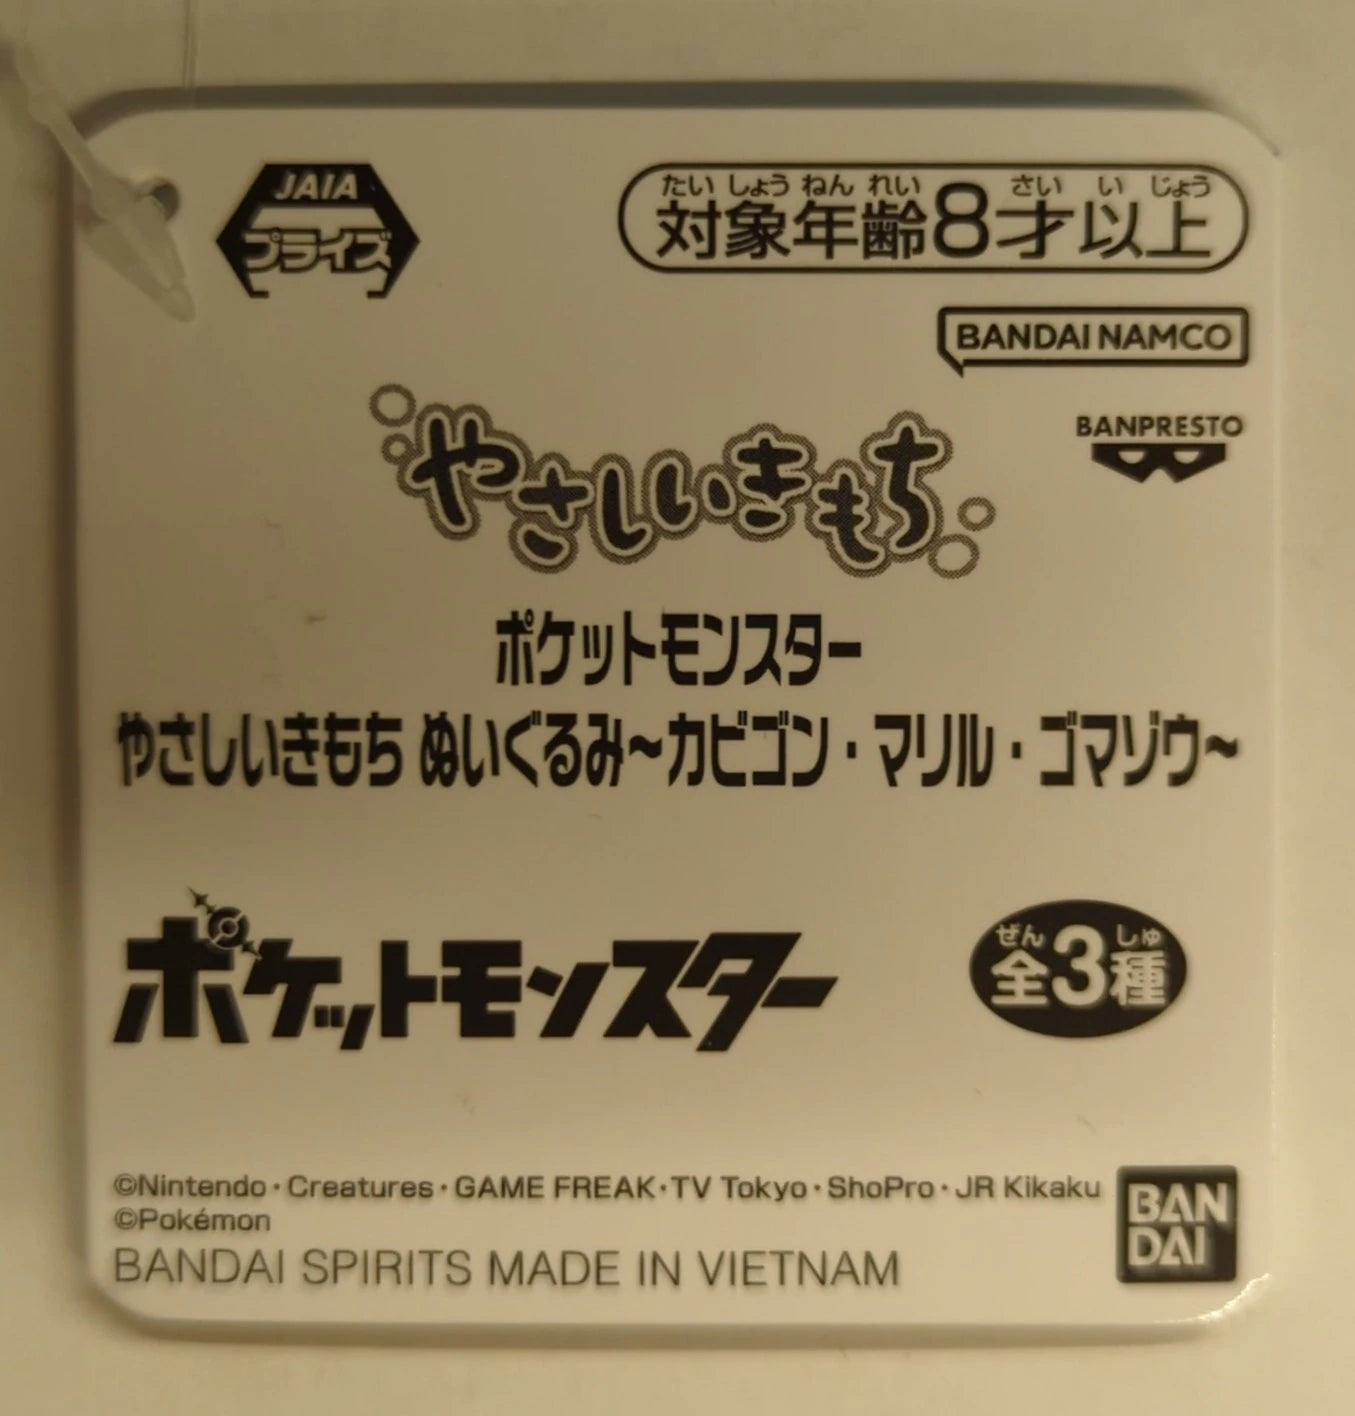 JAIA
プライズ
たいしょうねんれい さいいじょう
対象年齢8才以上
BANDAI NAMCO
BANPRESTO
やさしいきもち
ポケットモンスター
やさしいきもち ぬいぐるみ~カビゴン・マリル・ゴマゾウ~
ポケットモンスター
ぜん しゅ
全3種
©Nintendo・Creatures・GAME FREAK・TV Tokyo・ShoPro・JR Kikaku
©Pokémon
BANDAI SPIRITS MADE IN VIETNAM
BAN
DAI